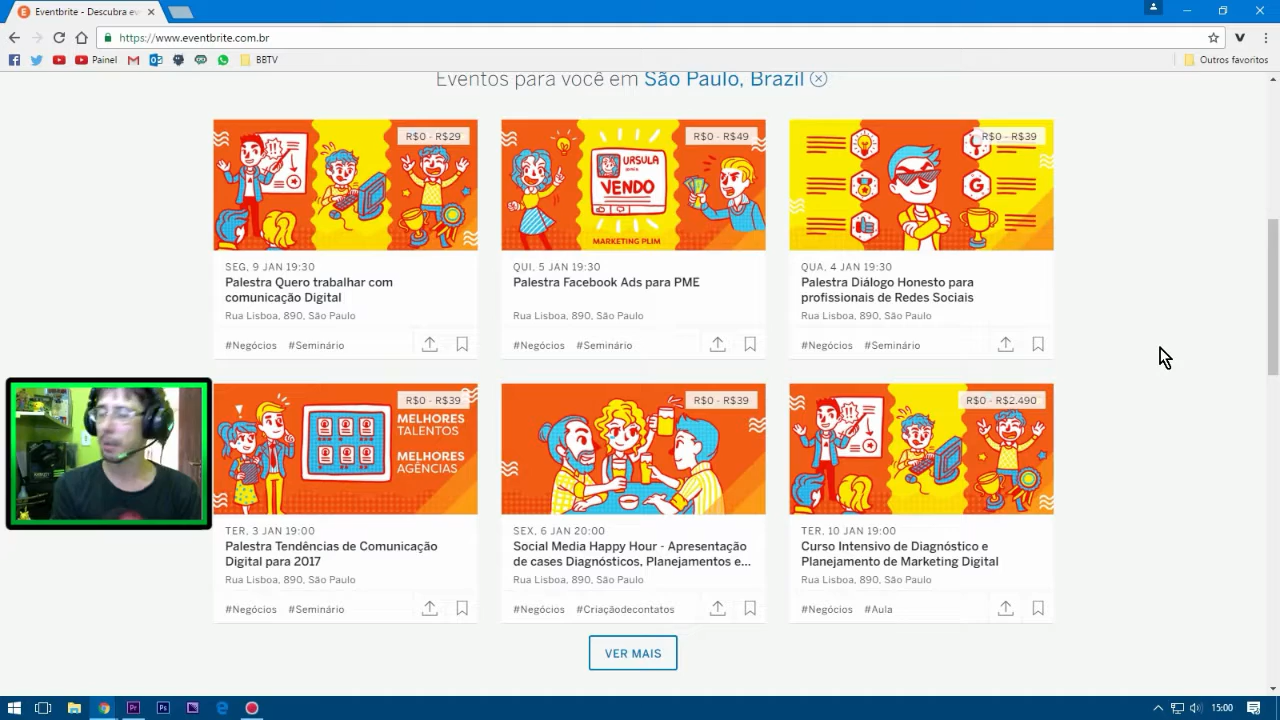 Eventbrite - Descubra ev
https://www.eventbrite.com.br
Painel
BBTV
Outros favoritos
Eventos para você em São Paulo, Brazil
R$0 - R$29
SEG, 9 JAN 19:30
Palestra Quero trabalhar com
comunicação Digital
Rua Lisboa, 890, São Paulo
#Negócios #Seminário
R$0 - R$49
URSULA
VENDO
MARKETING PLIM
QUI, 5 JAN 19:30
Palestra Facebook Ads para PME
Rua Lisboa, 890, São Paulo
#Negócios #Seminário
R$0 - R$39
G
QUA, 4 JAN 19:30
Palestra Diálogo Honesto para
profissionais de Redes Sociais
Rua Lisboa, 890, São Paulo
#Negócios #Seminário
R$0 - R$39
MELHORES
TALENTOS
MELHORES
AGÊNCIAS
TER, 3 JAN 19:00
Palestra Tendências de Comunicação
Digital para 2017
Rua Lisboa, 890, São Paulo
#Negócios #Seminário
R$0 - R$39
SEX, 6 JAN 20:00
Social Media Happy Hour - Apresentação
de cases Diagnósticos, Planejamentos e...
Rua Lisboa, 890, São Paulo
#Negócios #Criaçãodecontatos
R$0 - R$2.490
TER, 10 JAN 19:00
Curso Intensivo de Diagnóstico e
Planejamento de Marketing Digital
Rua Lisboa, 890, São Paulo
#Negócios #Aula
VER MAIS
15:00